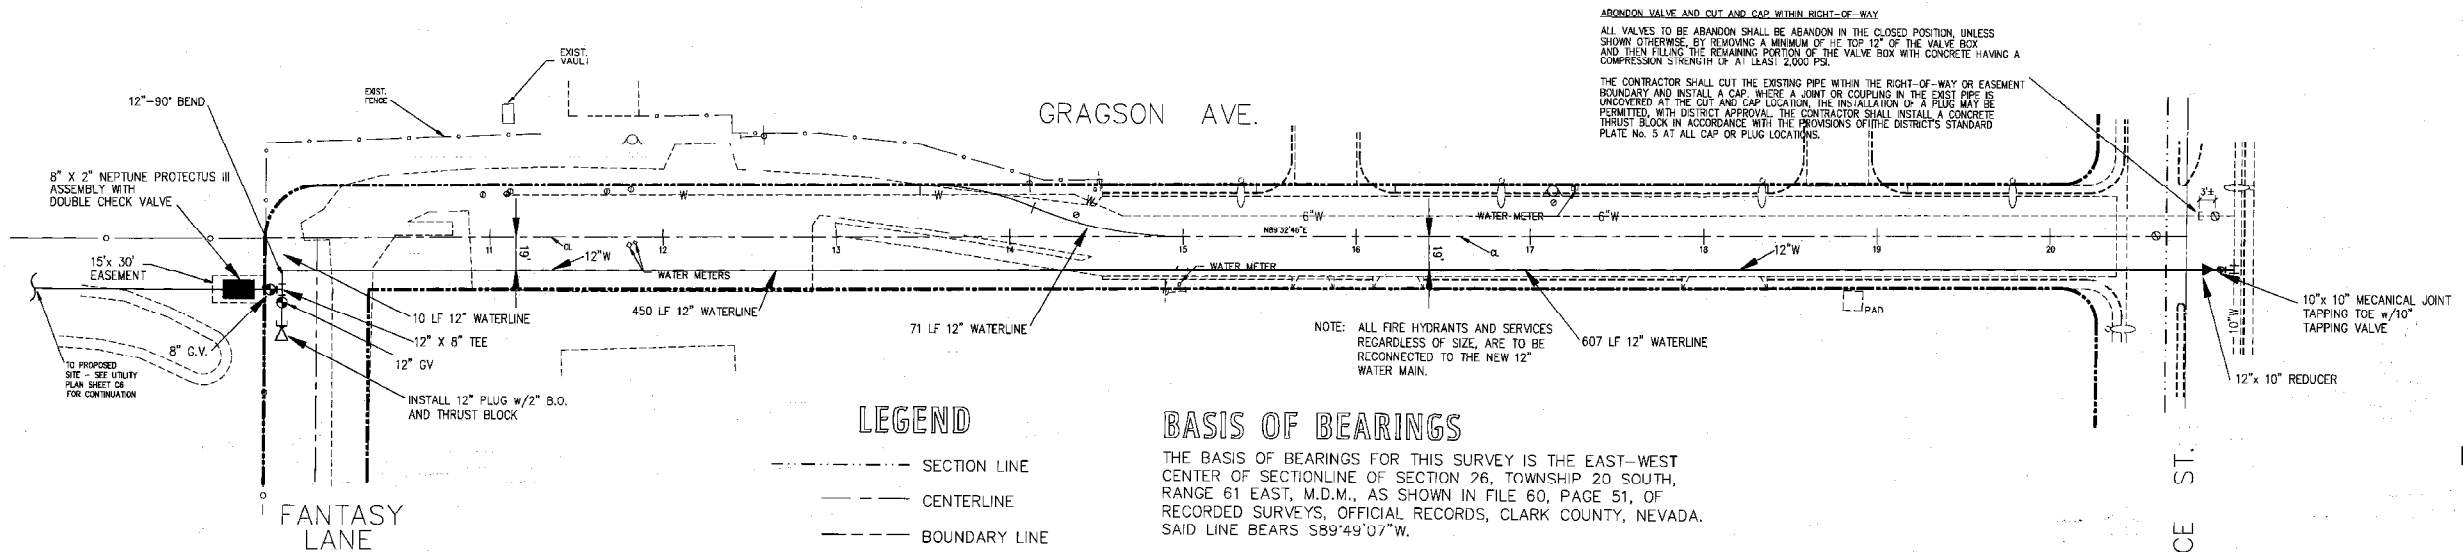 ABONDON VALVE AND CUT AND CAP WITHIN RIGHT-OF-WAY
ALL VALVES TO BE ABANDON SHALL BE ABANDON IN THE CLOSED POSITION, UNLESS
SHOWN OTHERWISE, BY REMOVING A MINIMUM OF HE TOP 12" OF THE VALVE BOX
AND THEN FILLING THE REMAINING PORTION OF THE VALVE BOX WITH CONCRETE HAVING A
COMPRESSION STRENGTH OF AT LEAST 2,000 PSI.
THE CONTRACTOR SHALL CUT THE EXISTING PIPE WITHIN THE RIGHT-OF-WAY OR EASEMENT
BOUNDARY AND INSTALL A CAP. WHERE A JOINT OR COUPLING IN THE EXIST PIPE IS
UNCOVERED AT THE CUT AND CAP LOCATION, THE INSTALLATION OF A PLUG MAY BE
PERMITTED, WITH DISTRICT APPROVAL. THE CONTRACTOR SHALL INSTALL A CONCRETE
THRUST BLOCK IN ACCORDANCE WITH THE PROVISIONS OF THE DISTRICT'S STANDARD
PLATE No. 5 AT ALL CAP OR PLUG LOCATIONS.
EXIST.
VAULT
12"-90° BEND
EXIST.
FENCE
GRAGSON AVE.
8" X 2" NEPTUNE PROTECTUS III
ASSEMBLY WITH
DOUBLE CHECK VALVE
W
W
W
6"W
WATER METER
6"W
3'±
E
N89°32'46"E
11
12
13
14
15
16
17
18
19
20
19'
19'
12"W
12"W
15'x 30'
EASEMENT
WATER METERS
WATER METER
10 LF 12" WATERLINE
450 LF 12" WATERLINE
71 LF 12" WATERLINE
607 LF 12" WATERLINE
PAD
10"W
10"x 10" MECANICAL JOINT
TAPPING TOE w/10"
TAPPING VALVE
12"x 10" REDUCER
NOTE: ALL FIRE HYDRANTS AND SERVICES
REGARDLESS OF SIZE, ARE TO BE
RECONNECTED TO THE NEW 12"
WATER MAIN.
8" G.V.
12" X 8" TEE
12" GV
TO PROPOSED
SITE - SEE UTILITY
PLAN SHEET C6
FOR CONTINUATION
INSTALL 12" PLUG w/2" B.O.
AND THRUST BLOCK
FANTASY
LANE
LEGEND
SECTION LINE
CENTERLINE
BOUNDARY LINE
BASIS OF BEARINGS
THE BASIS OF BEARINGS FOR THIS SURVEY IS THE EAST-WEST
CENTER OF SECTIONLINE OF SECTION 26, TOWNSHIP 20 SOUTH,
RANGE 61 EAST, M.D.M., AS SHOWN IN FILE 60, PAGE 51, OF
RECORDED SURVEYS, OFFICIAL RECORDS, CLARK COUNTY, NEVADA.
SAID LINE BEARS S89°49'07"W.
CE ST.